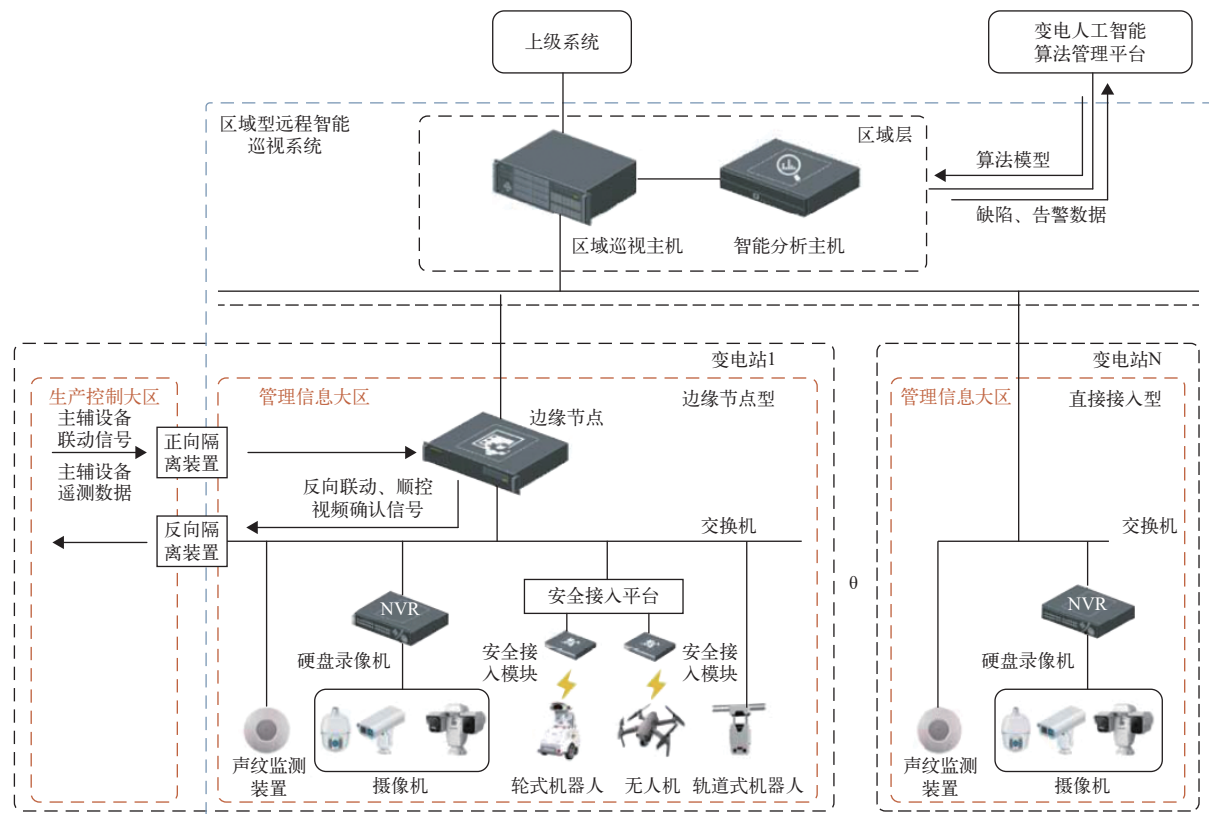 上级系统
变电人工智能
算法管理平台
区域型远程智能
巡视系统
区域层
算法模型
缺陷、告警数据
区域巡视主机
智能分析主机
变电站1
变电站N
生产控制大区
管理信息大区
边缘节点型
管理信息大区
直接接入型
主辅设备
联动信号
正向隔
离装置
边缘节点
主辅设备
遥测数据
反向联动、顺控
视频确认信号
反向隔
离装置
交换机
交换机
θ
安全接入平台
NVR
NVR
硬盘录像机
安全接
入模块
安全接
入模块
硬盘录像机
声纹监测
装置
摄像机
轮式机器人
无人机
轨道式机器人
声纹监测
装置
摄像机